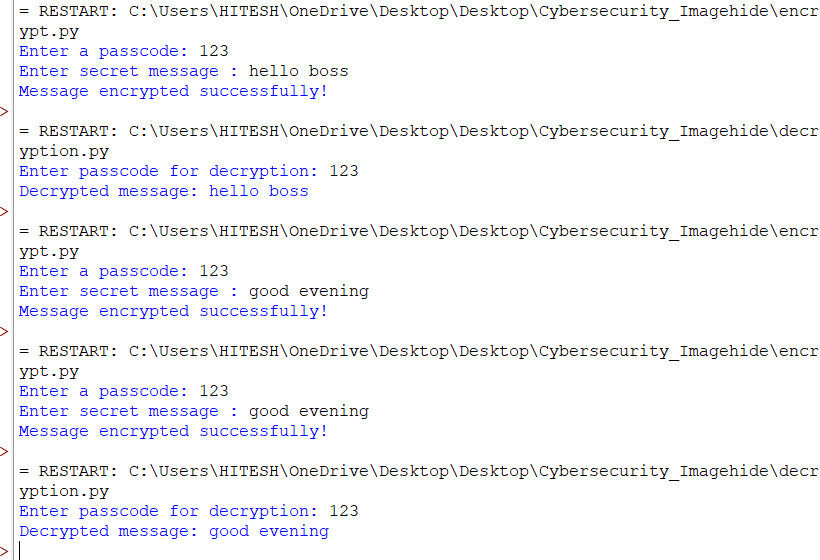 = RESTART: C:\Users\HITESH\OneDrive\Desktop\Desktop\Cybersecurity_Imagehide\encr
ypt.py
Enter a passcode: 123
Enter secret message : hello boss
Message encrypted successfully!
>
= RESTART: C:\Users\HITESH\OneDrive\Desktop\Desktop\Cybersecurity_Imagehide\decr
yption.py
Enter passcode for decryption: 123
Decrypted message: hello boss
>
= RESTART: C:\Users\HITESH\OneDrive\Desktop\Desktop\Cybersecurity_Imagehide\encr
ypt.py
Enter a passcode: 123
Enter secret message : good evening
Message encrypted successfully!
>
= RESTART: C:\Users\HITESH\OneDrive\Desktop\Desktop\Cybersecurity_Imagehide\encr
ypt.py
Enter a passcode: 123
Enter secret message : good evening
Message encrypted successfully!
>
= RESTART: C:\Users\HITESH\OneDrive\Desktop\Desktop\Cybersecurity_Imagehide\decr
yption.py
Enter passcode for decryption: 123
Decrypted message: good evening
>